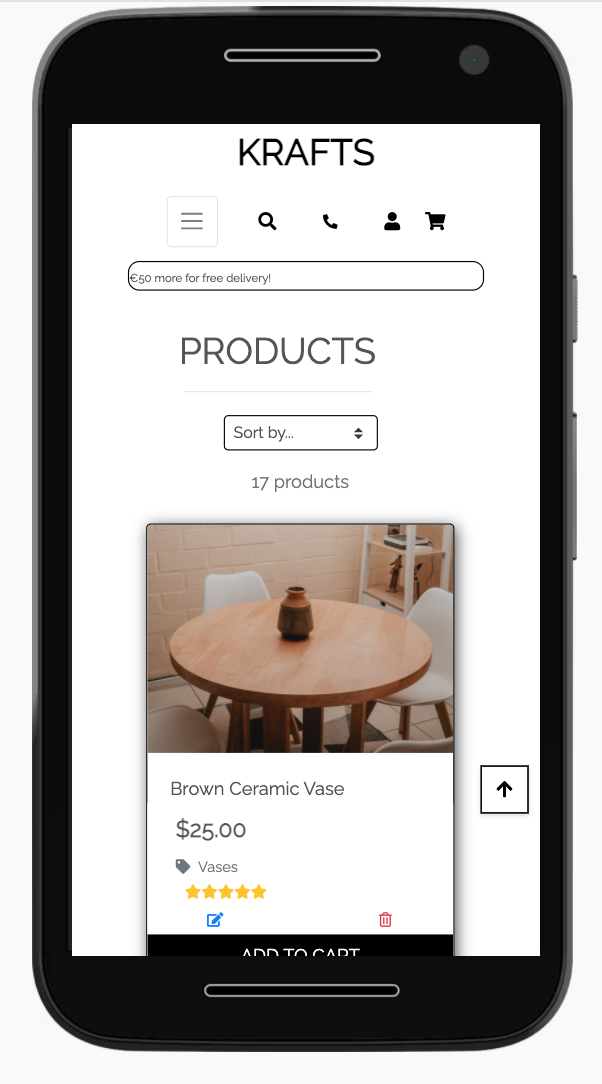 KRAFTS
€50 more for free delivery!
PRODUCTS
Sort by...
17 products
Brown Ceramic Vase
$25.00
Vases
ADD TO CART